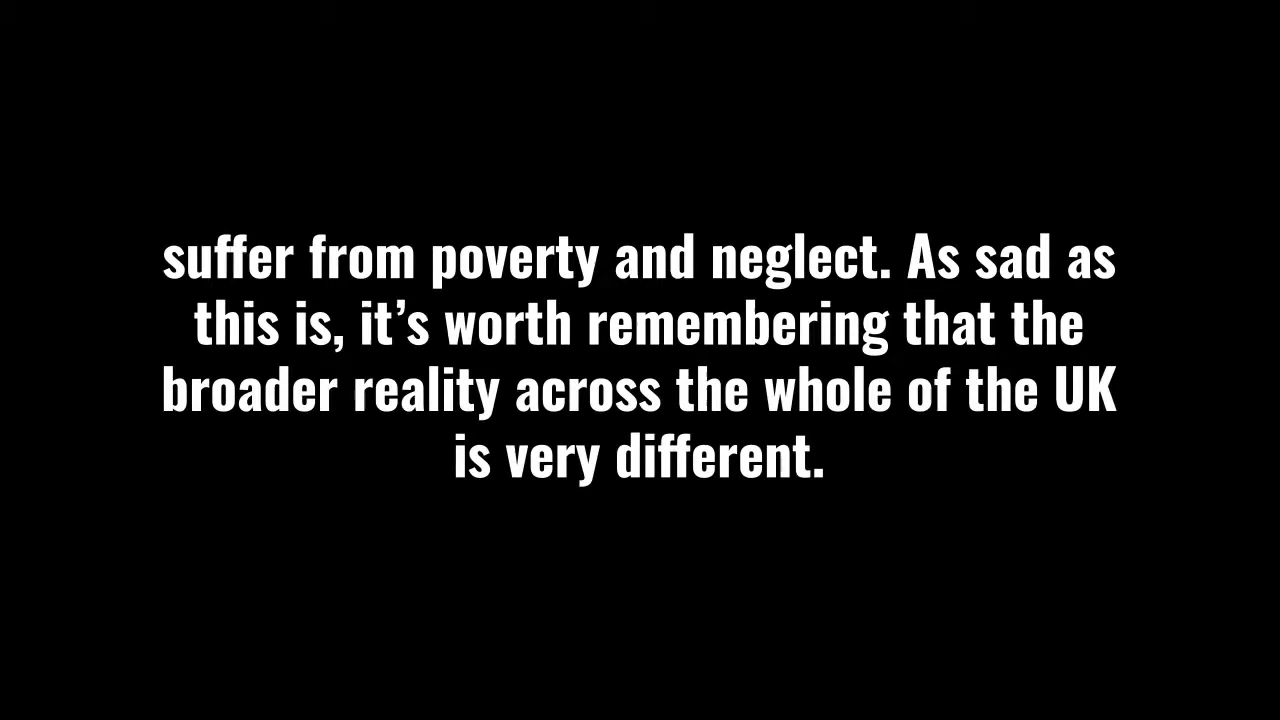 suffer from poverty and neglect. As sad as
this is, it’s worth remembering that the
broader reality across the whole of the UK
is very different.